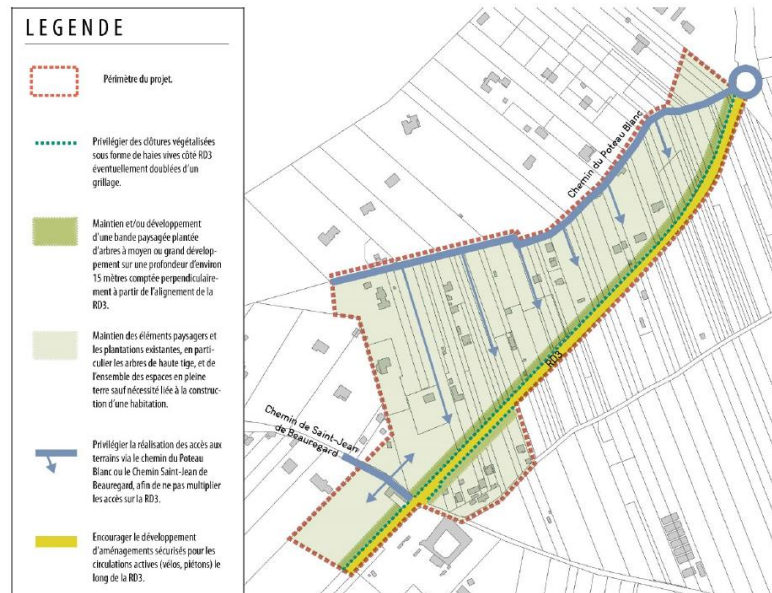 LEGENDE
Périmètre du projet.
Privilégier des clôtures végétalisées
sous forme de haies vives côté RD3
éventuellement doublées d'un
grillage.
Maintien et/ou développement
d'une bande paysagée plantée
d'arbres à moyen ou grand dévelop-
pement sur une profondeur d'environ
15 mètres comptée perpendiculaire-
ment à partir de l'alignement de la
RD3.
Maintien des éléments paysagers et
les plantations existantes, en parti-
culier les arbres de haute tige, et de
l'ensemble des espaces en pleine
terre sauf nécessité liée à la construc-
tion d'une habitation.
Privilégier la réalisation des accès aux
terrains via le chemin du Poteau
Blanc ou le Chemin Saint-Jean de
Beauregard, afin de ne pas multiplier
les accès sur la RD3.
Encourager le développement
d'aménagements sécurisés pour les
circulations actives (vélos, piétons) le
long de la RD3.
Chemin du Poteau Blanc
RD3
Chemin de Saint-Jean
de Beauregard